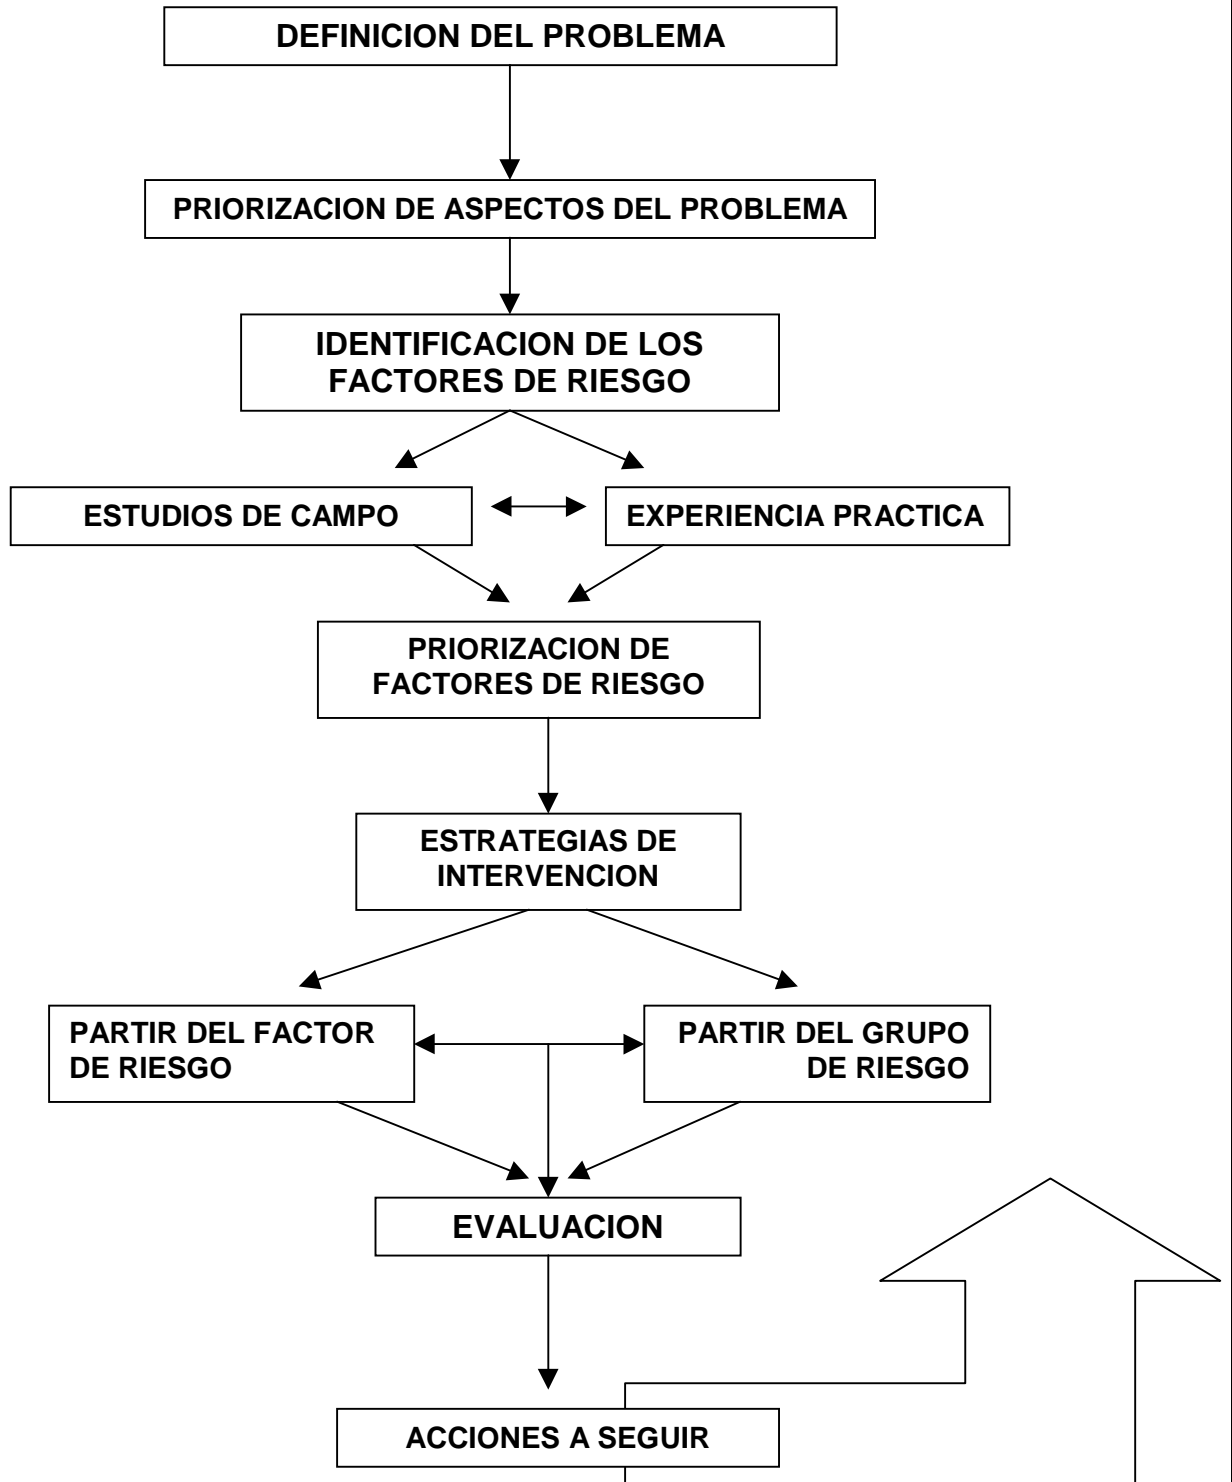 DEFINICION DEL PROBLEMA
PRIORIZACION DE ASPECTOS DEL PROBLEMA
IDENTIFICACION DE LOS
FACTORES DE RIESGO
ESTUDIOS DE CAMPO
EXPERIENCIA PRACTICA
PRIORIZACION DE
FACTORES DE RIESGO
ESTRATEGIAS DE
INTERVENCION
PARTIR DEL FACTOR
DE RIESGO
PARTIR DEL GRUPO
DE RIESGO
EVALUACION
ACCIONES A SEGUIR